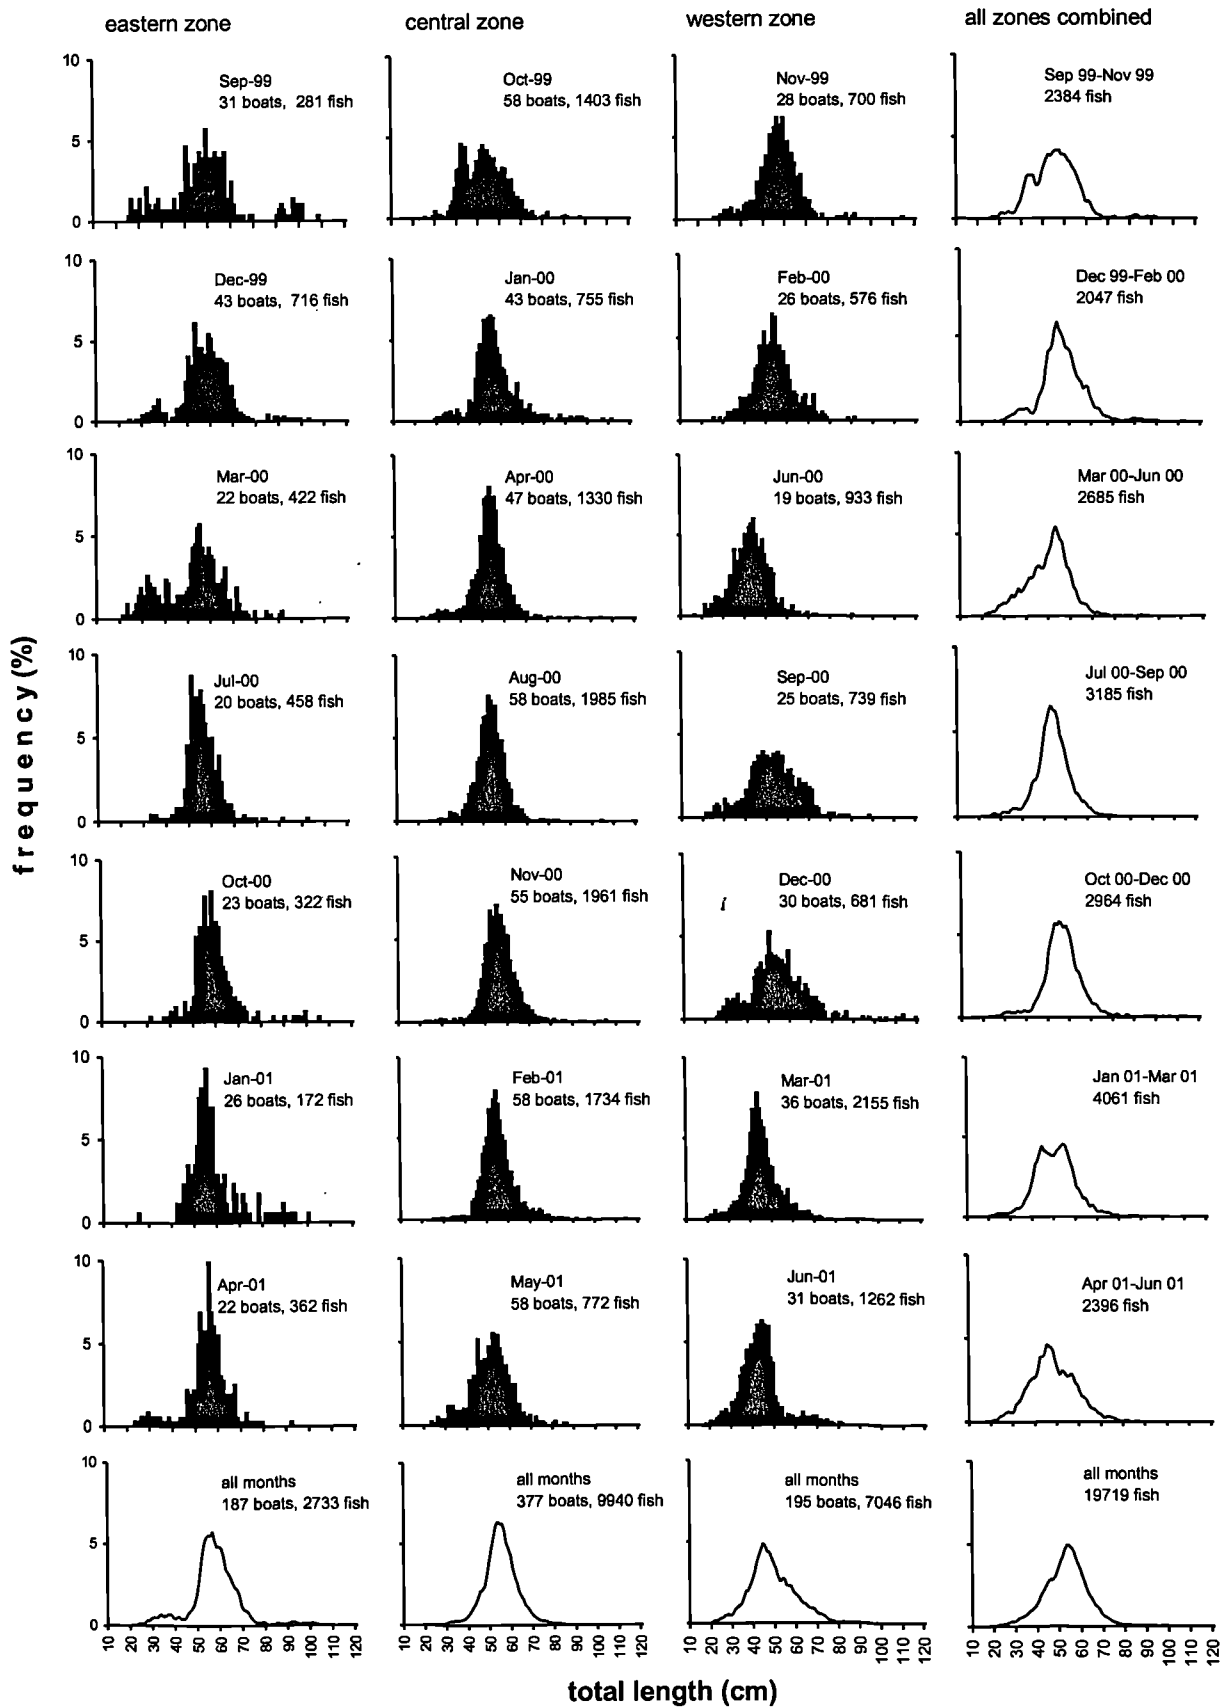 eastern zone
central zone
western zone
all zones combined
10
5
0
Sep-99
31 boats, 281 fish
Oct-99
58 boats, 1403 fish
Nov-99
28 boats, 700 fish
Sep 99-Nov 99
2384 fish
10
5
0
Dec-99
43 boats, 716 fish
Jan-00
43 boats, 755 fish
Feb-00
26 boats, 576 fish
Dec 99-Feb 00
2047 fish
10
5
0
Mar-00
22 boats, 422 fish
Apr-00
47 boats, 1330 fish
Jun-00
19 boats, 933 fish
Mar 00-Jun 00
2685 fish
frequency (%)
10
5
0
Jul-00
20 boats, 458 fish
Aug-00
58 boats, 1985 fish
Sep-00
25 boats, 739 fish
Jul 00-Sep 00
3185 fish
10
5
0
Oct-00
23 boats, 322 fish
Nov-00
55 boats, 1961 fish
Dec-00
30 boats, 681 fish
Oct 00-Dec 00
2964 fish
10
5
0
Jan-01
26 boats, 172 fish
Feb-01
58 boats, 1734 fish
Mar-01
36 boats, 2155 fish
Jan 01-Mar 01
4061 fish
10
5
0
Apr-01
22 boats, 362 fish
May-01
58 boats, 772 fish
Jun-01
31 boats, 1262 fish
Apr 01-Jun 01
2396 fish
10
5
0
all months
187 boats, 2733 fish
all months
377 boats, 9940 fish
all months
195 boats, 7046 fish
all months
19719 fish
10 20 30 40 50 60 70 80 90 100 110 120
10 20 30 40 50 60 70 80 90 100 110 120
10 20 30 40 50 60 70 80 90 100 110 120
10 20 30 40 50 60 70 80 90 100 110 120
total length (cm)